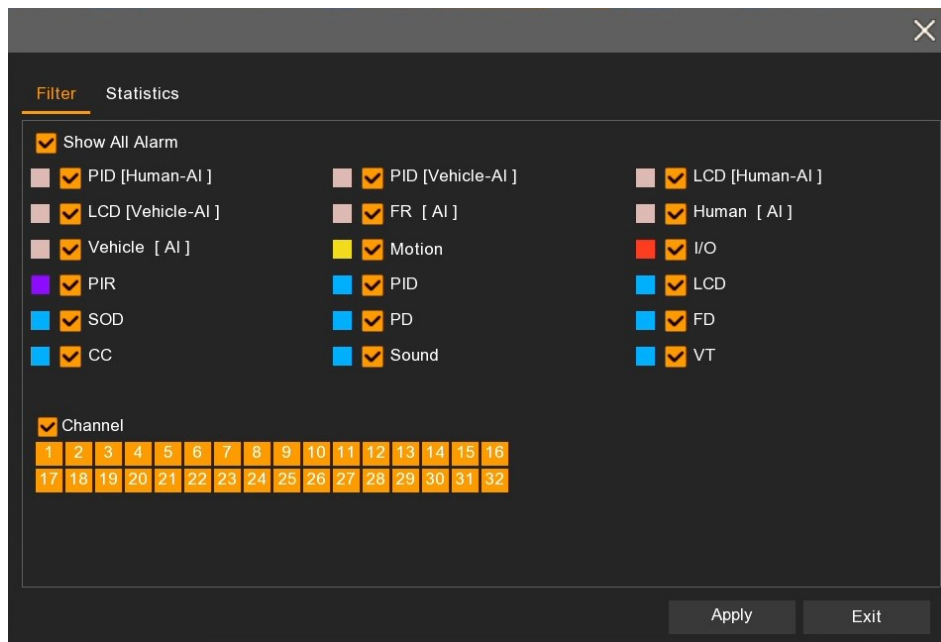 Filter Statistics
Show All Alarm
PID [Human-AI ] PID [Vehicle-AI ] LCD [Human-AI ]
LCD [Vehicle-AI ] FR [ AI ] Human [ AI ]
Vehicle [ AI ] Motion I/O
PIR PID LCD
SOD PD FD
CC Sound VT
Channel
1 2 3 4 5 6 7 8 9 10 11 12 13 14 15 16
17 18 19 20 21 22 23 24 25 26 27 28 29 30 31 32
Apply Exit